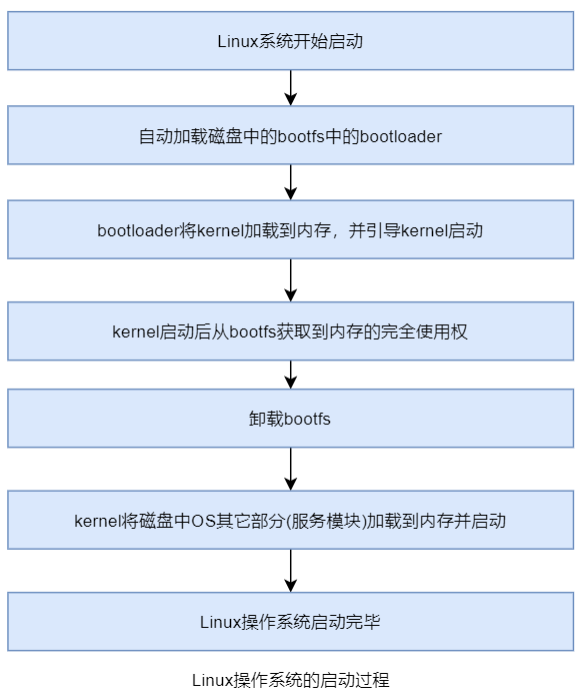 Linux系统开始启动
自动加载磁盘中的bootfs中的bootloader
bootloader将kernel加载到内存，并引导kernel启动
kernel启动后从bootfs获取到内存的完全使用权
卸载bootfs
kernel将磁盘中OS其它部分(服务模块)加载到内存并启动
Linux操作系统启动完毕
Linux操作系统的启动过程